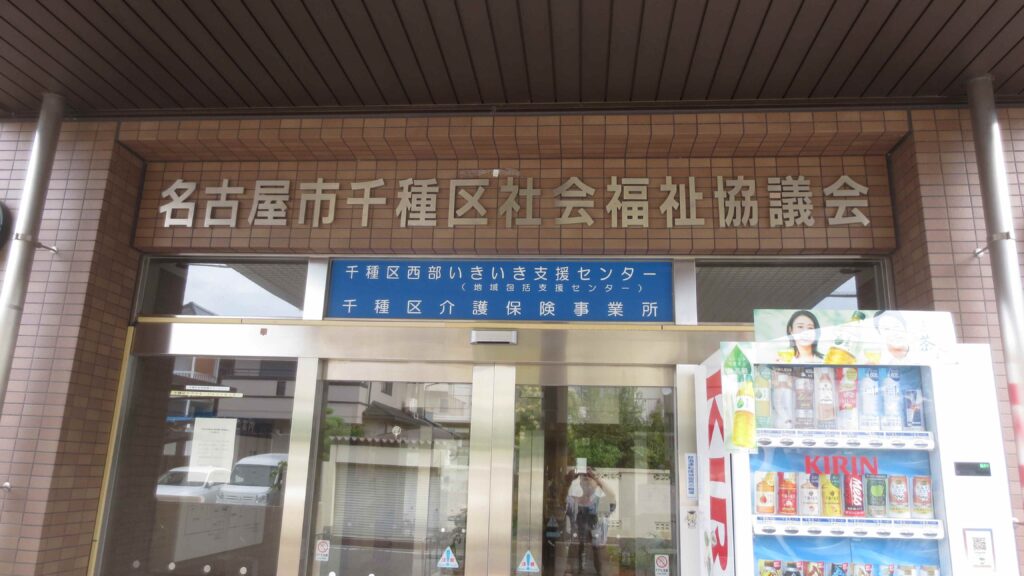 名古屋市千種区社会福祉協議会
千種区西部いきいき支援センター
(地域包括支援センター)
千種区介護保険事業所
KIRIN
KIR